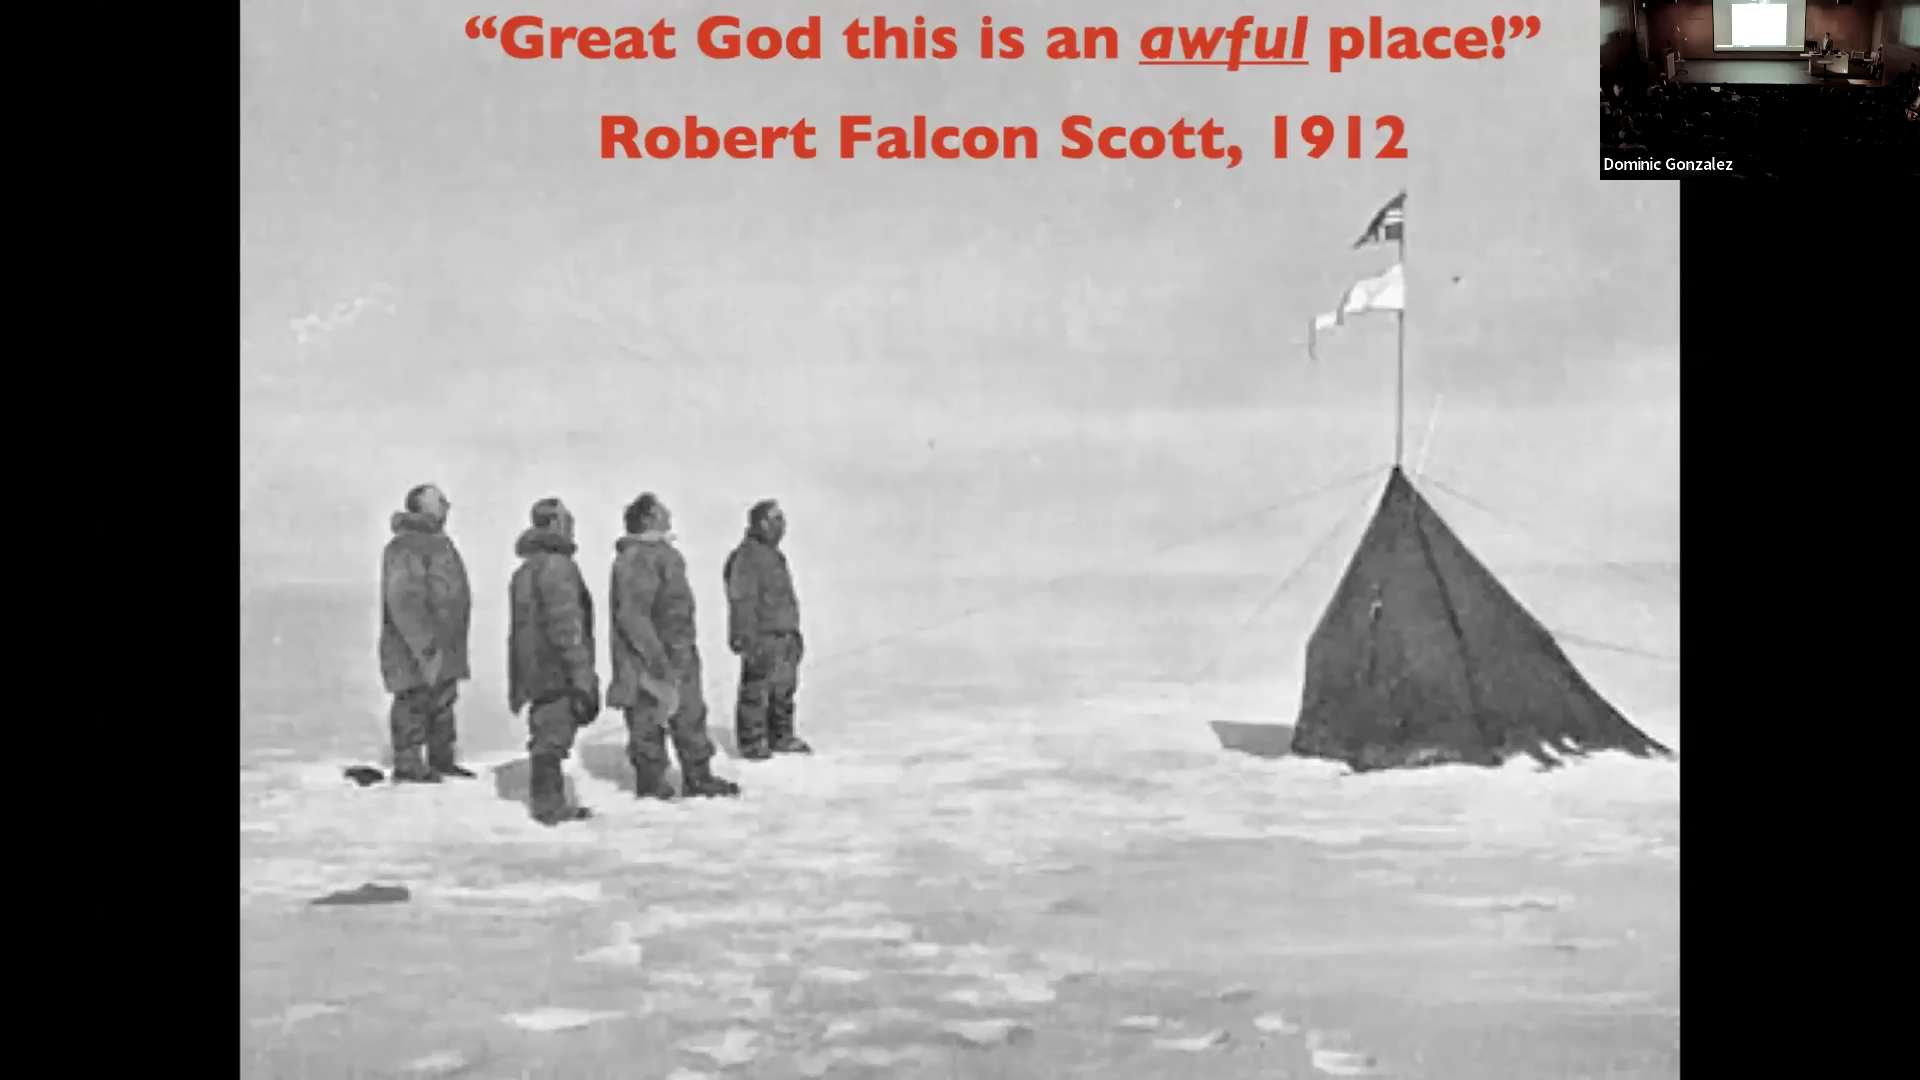 “Great God this is an awful place!”
Robert Falcon Scott, 1912
Dominic Gonzalez